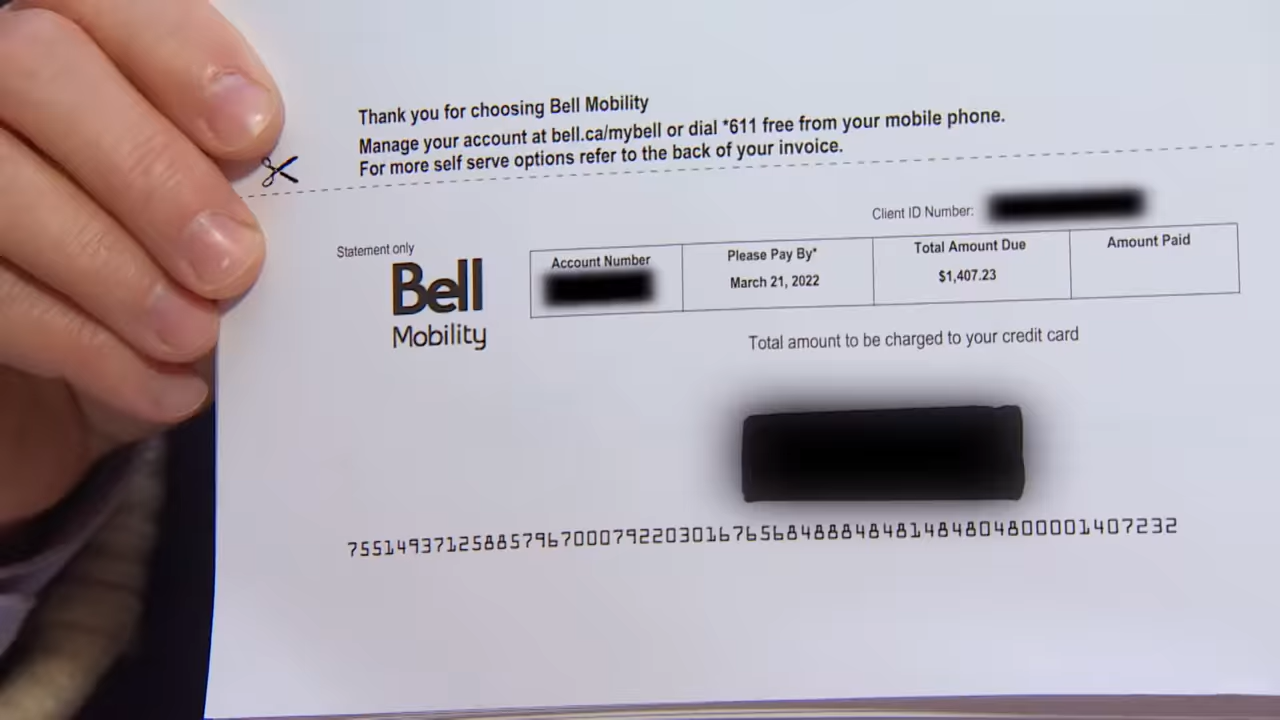 Thank you for choosing Bell Mobility
Manage your account at bell.ca/mybell or dial *611 free from your mobile phone.
For more self serve options refer to the back of your invoice.
Client ID Number:
Statement only
Bell
Mobility
Account Number
Please Pay By*
March 21, 2022
Total Amount Due
$1,407.23
Amount Paid
Total amount to be charged to your credit card
755149371258857967000792203016765684888484814848048000014072​32